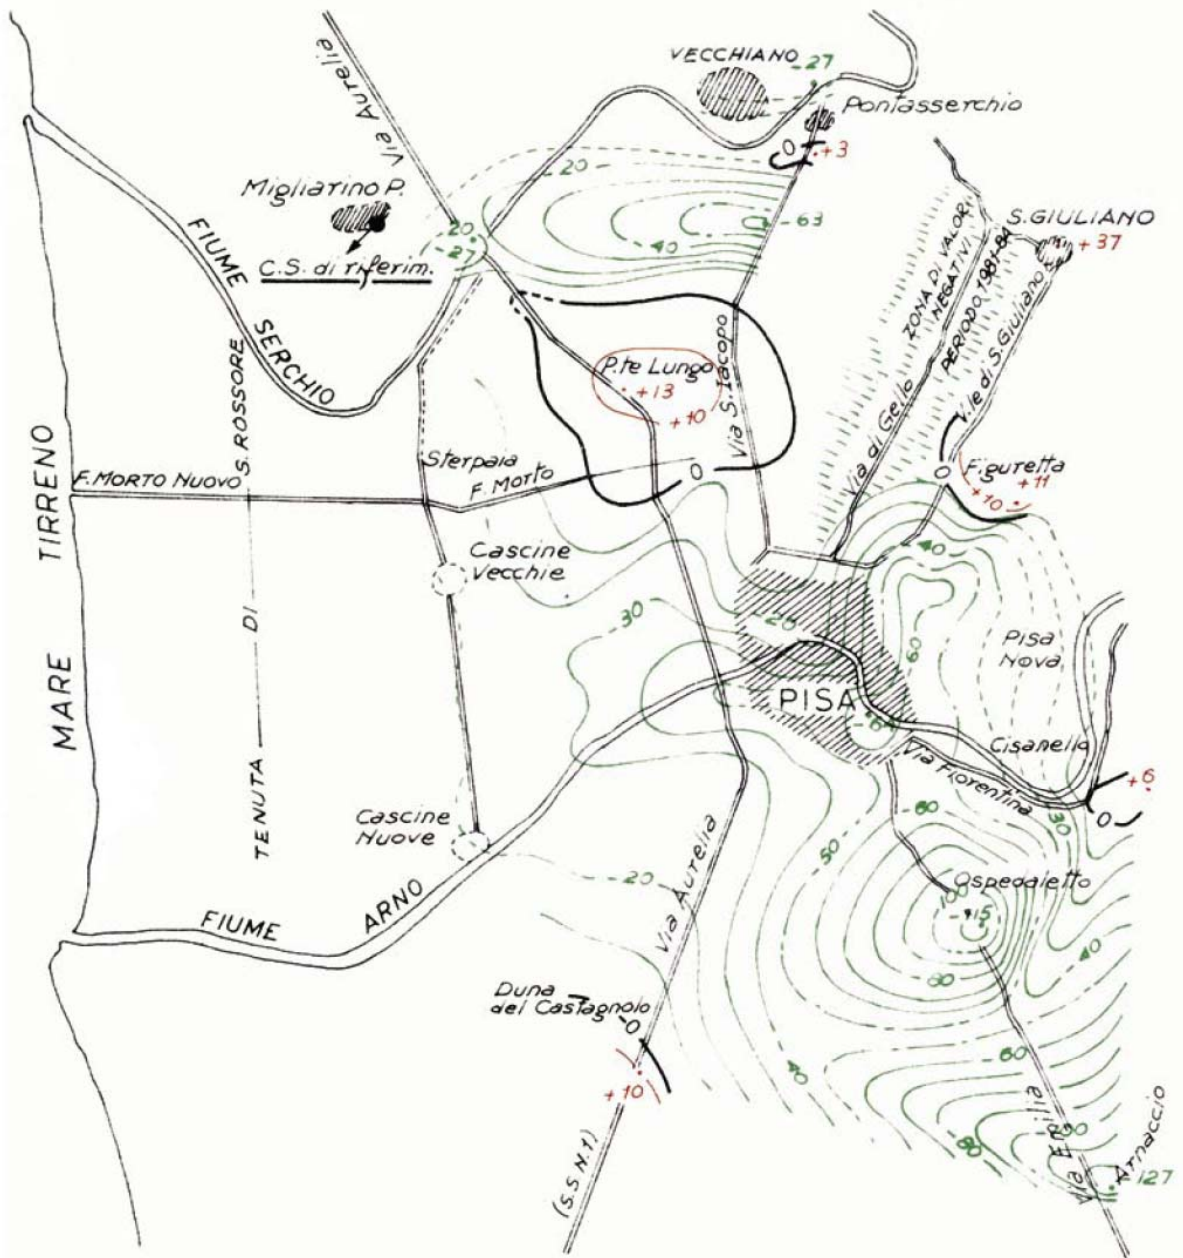 VECCHIANO
-27
Via Aurelia
Pontasserchio
0
+3
-20-
Migliarino P.
20
-27
-40
-63
S. GIULIANO
+37
C.S. di riferim.
FIUME
SERCHIO
ZONA DI VALORI
NEGATIVI
PERIODO 1981-84
V.le di S. Giuliano
Via di Gello
Via S. Iacopo
P.te Lungo
+13
+10
S. ROSSORE
DI
TENUTA
MARE TIRRENO
F. MORTO NUOVO
Sterpaia
F. Morto
0
0
Figuretta
+11
+10
Cascine
Vecchie
-40
-30
-20
60
Pisa
Nova
PISA
Cisanello
Via Fiorentina
+6
0
30
60
50
Cascine
Nuove
-20
Via Aurelia
Ospedaletto
100
FIUME
ARNO
40
80
Duna
del Castagnolo
0
+10
40
60
Via Emilia
80
Arnaccio
127
(S.S N.1)